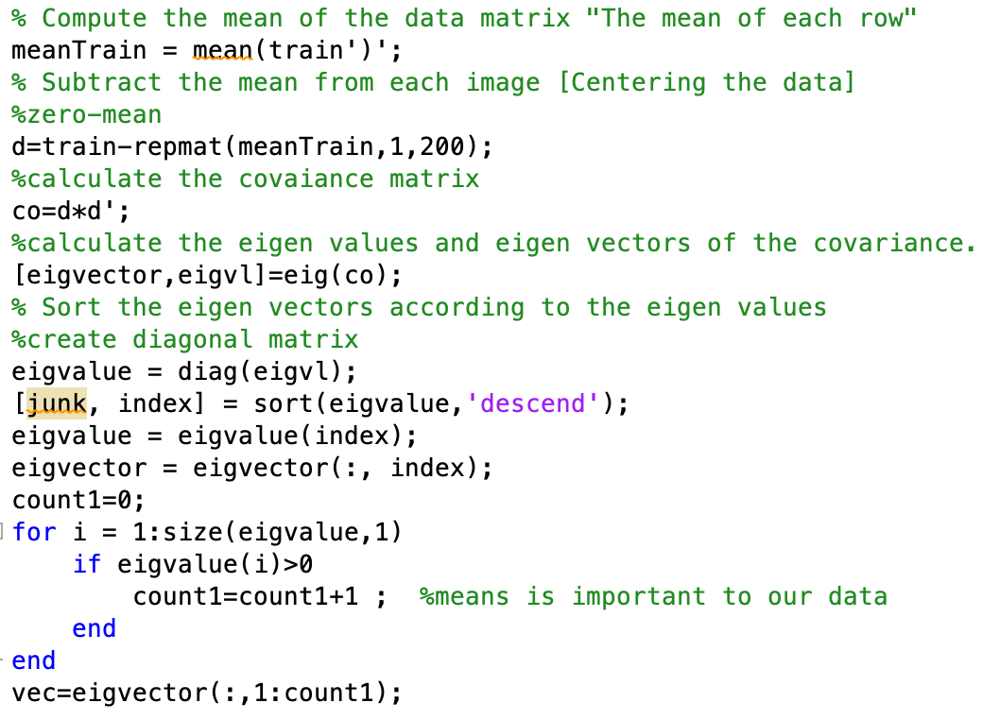 % Compute the mean of the data matrix "The mean of each row"
meanTrain = mean(train')';
% Subtract the mean from each image [Centering the data]
%zero-mean
d=train-repmat(meanTrain,1,200);
%calculate the covaiance matrix
co=d*d';
%calculate the eigen values and eigen vectors of the covariance.
[eigvector,eigvl]=eig(co);
% Sort the eigen vectors according to the eigen values
%create diagonal matrix
eigvalue = diag(eigvl);
[junk, index] = sort(eigvalue,'descend');
eigvalue = eigvalue(index);
eigvector = eigvector(:, index);
count1=0;
for i = 1:size(eigvalue,1)
    if eigvalue(i)>0
        count1=count1+1 ;  %means is important to our data
    end
end
vec=eigvector(:,1:count1);